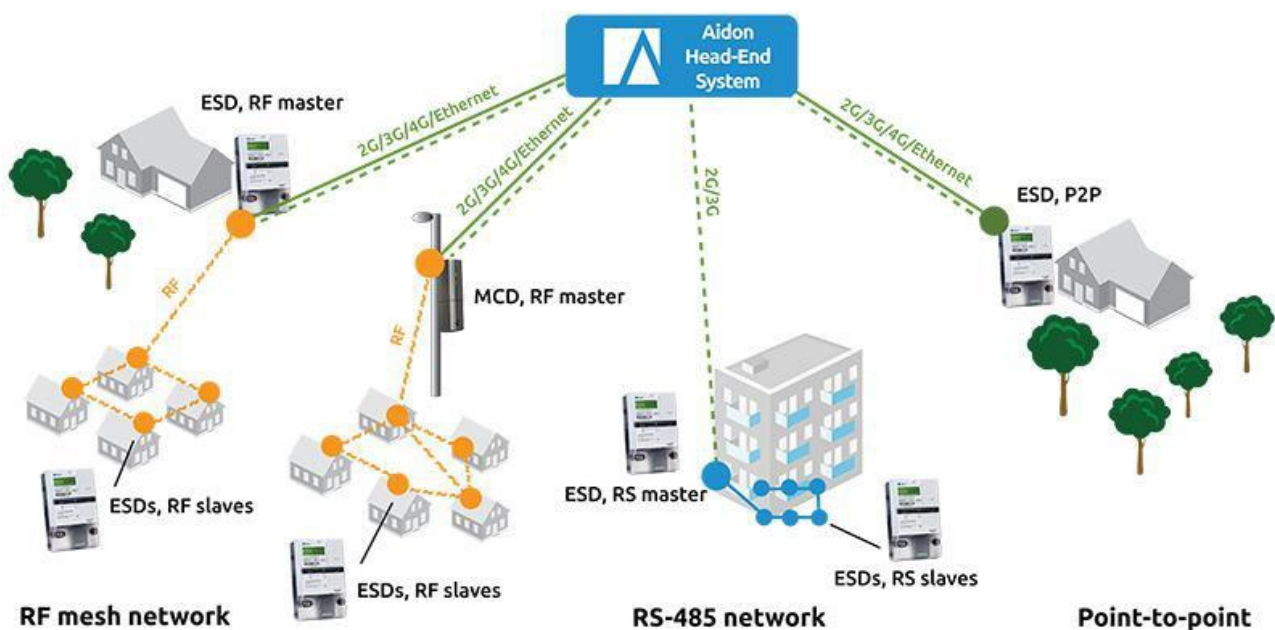 Aidon
Head-End
System
ESD, RF master
2G/3G/4G/Ethernet
2G/3G/4G/Ethernet
2G/3G
2G/3G/4G/Ethernet
ESD, P2P
RF
MCD, RF master
RF
ESD, RS master
ESDs, RF slaves
ESDs, RF slaves
ESDs, RS slaves
RF mesh network
RS-485 network
Point-to-point